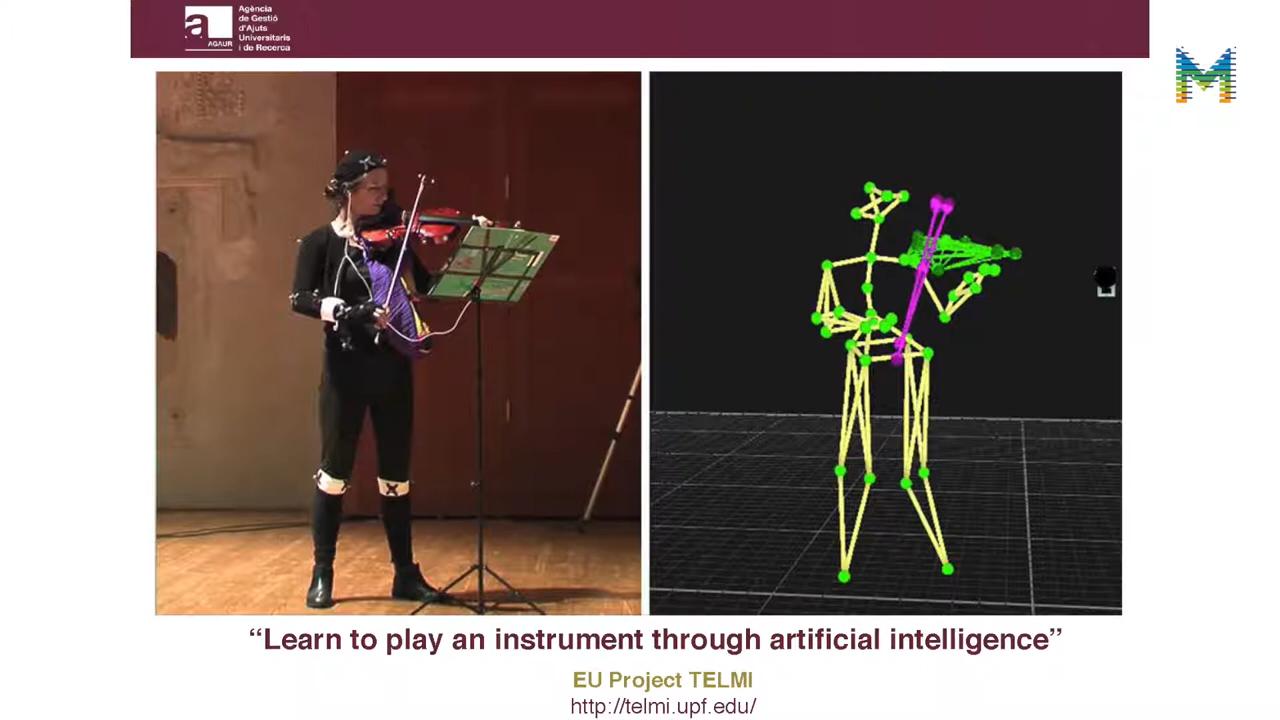 Agència
de Gestió
d'Ajuts
Universitaris
i de Recerca
a
AGAUR
M
“Learn to play an instrument through artificial intelligence”
EU Project TELMI
http://telmi.upf.edu/